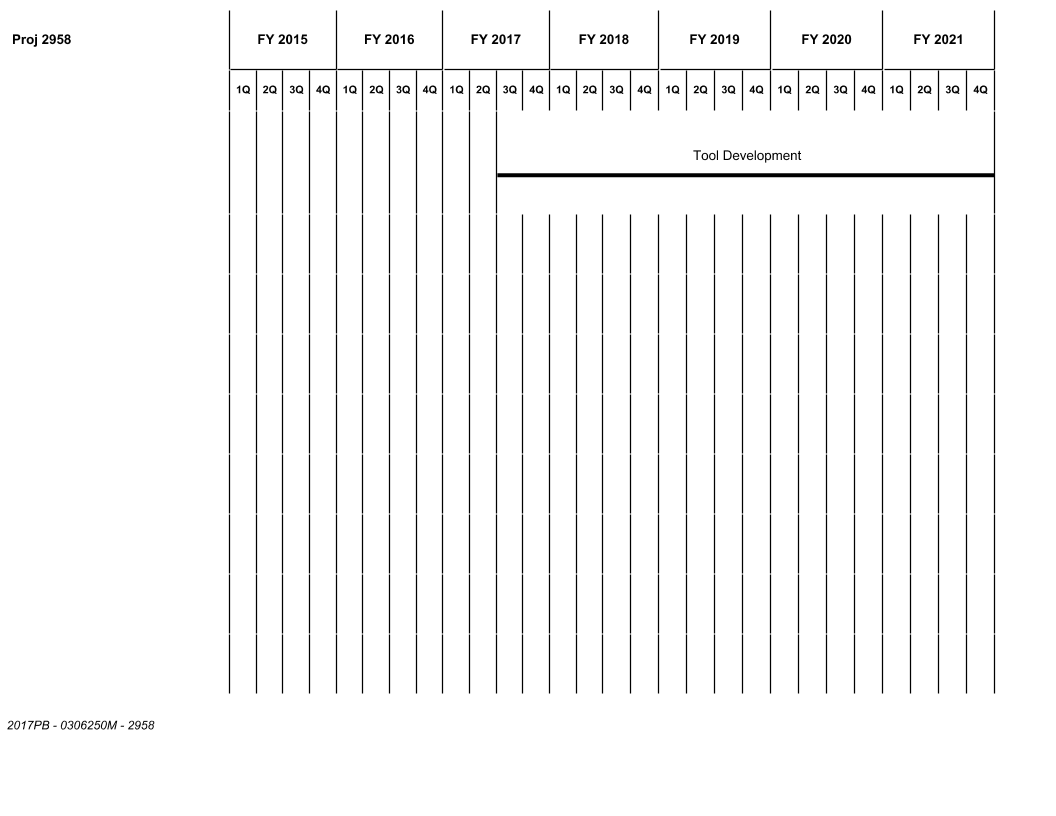 Proj 2958 FY 2015 FY 2016 FY 2017 FY 2018 FY 2019 FY 2020 FY 2021
1Q 2Q 3Q 4Q 1Q 2Q 3Q 4Q 1Q 2Q 3Q 4Q 1Q 2Q 3Q 4Q 1Q 2Q 3Q 4Q 1Q 2Q 3Q 4Q 1Q 2Q 3Q 4Q
Tool Development
2017PB - 0306250M - 2958